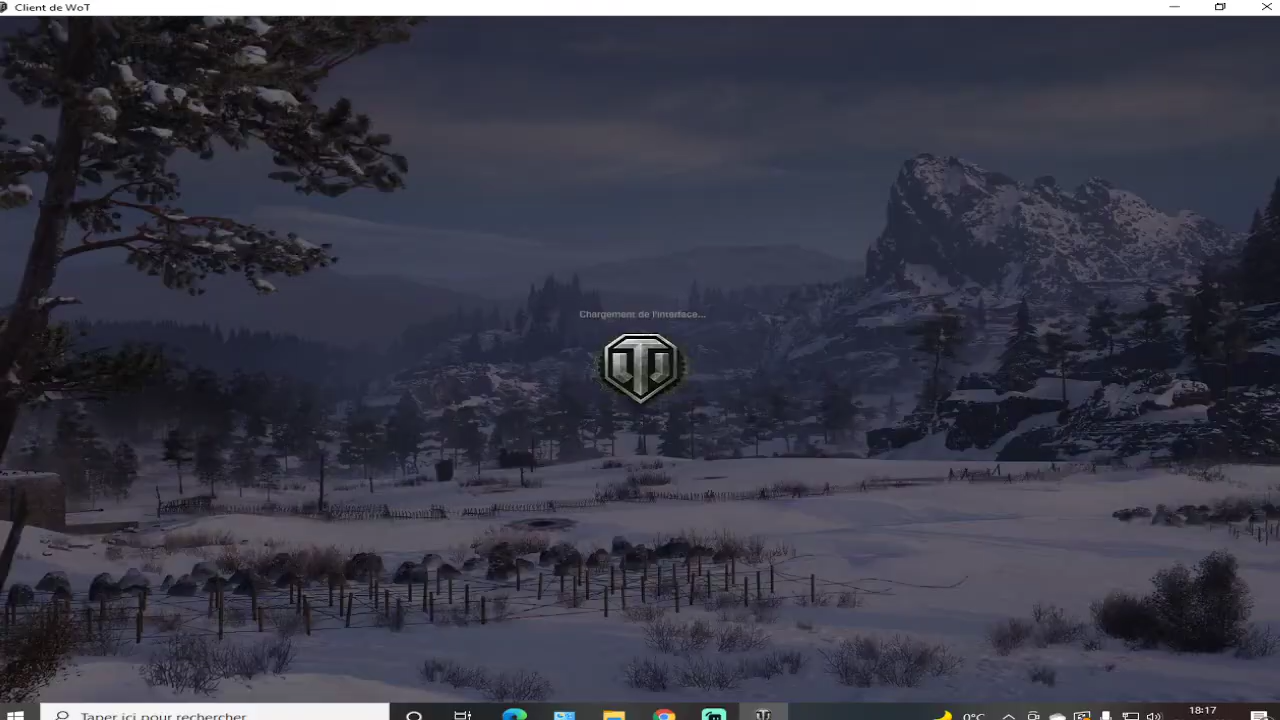 Client de WoT
Chargement de l'interface...
Taper ici pour rechercher
0°C
18:17